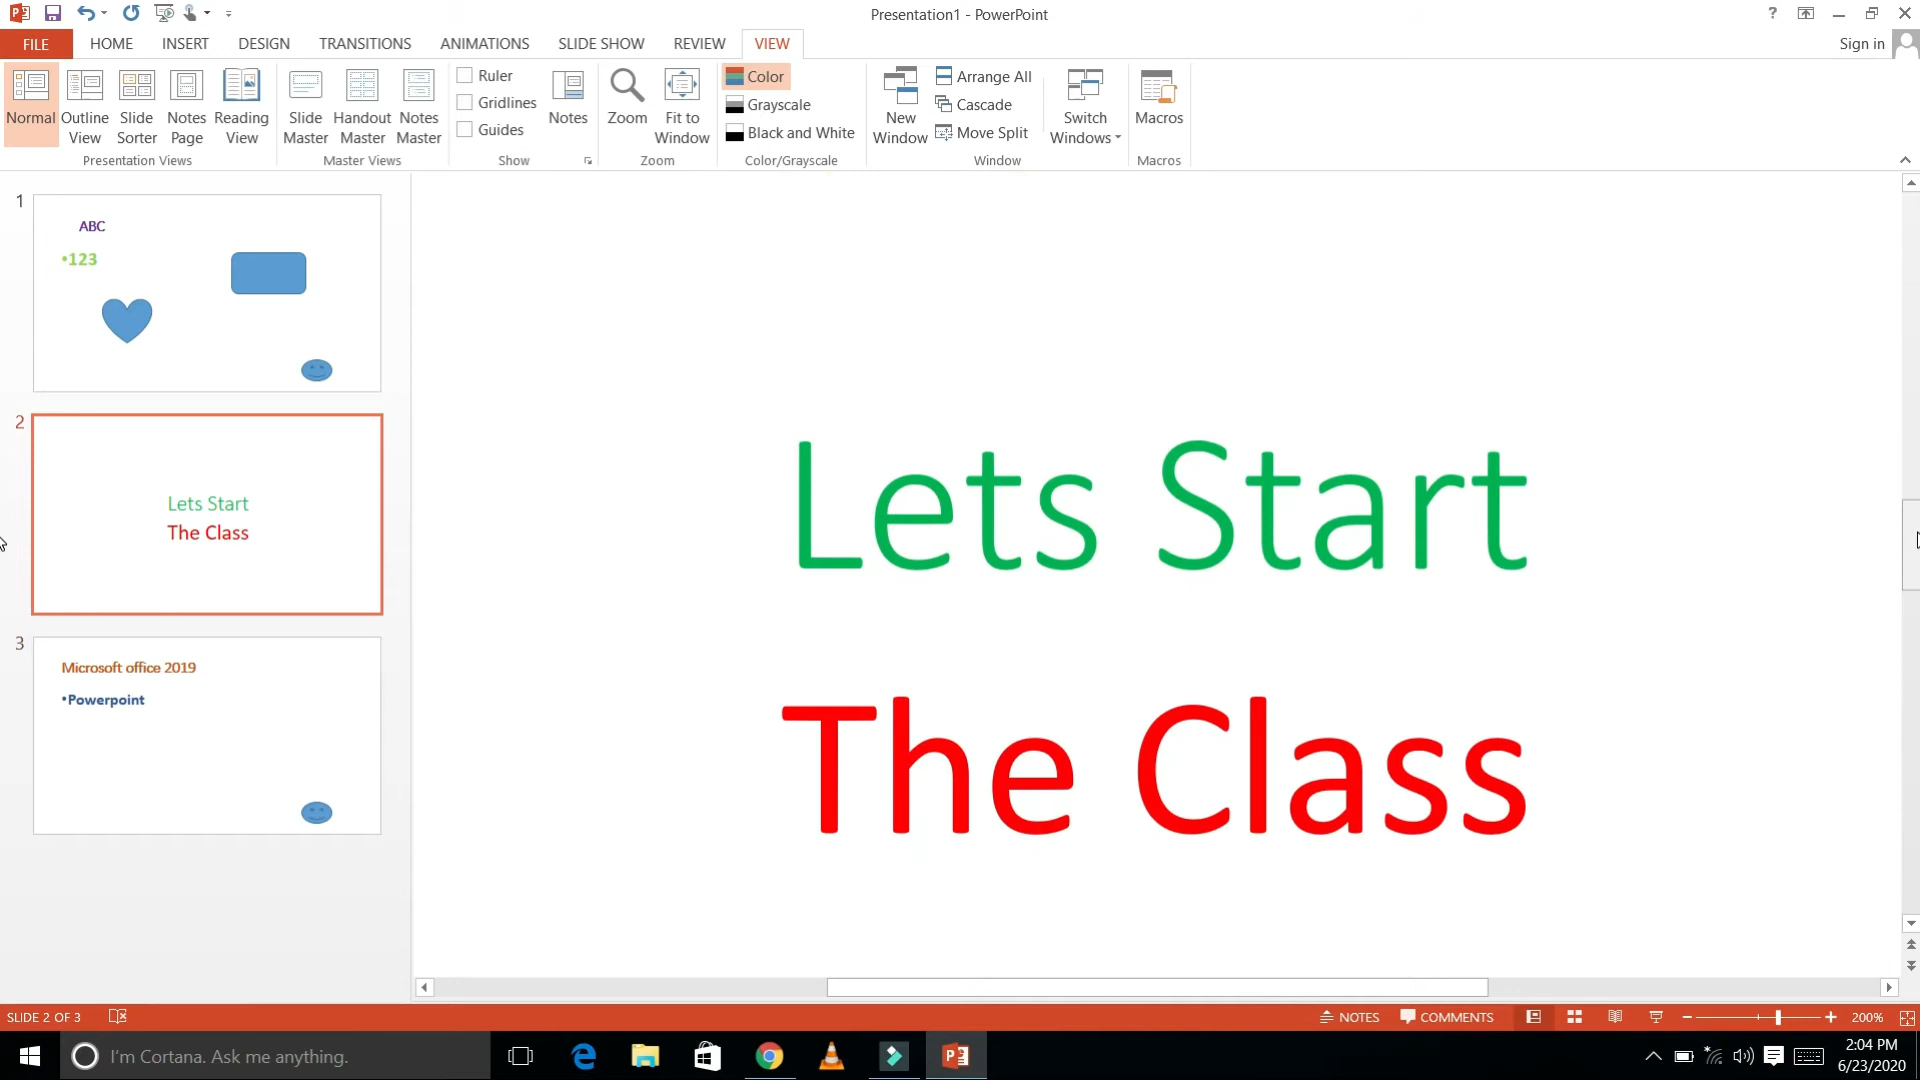 Presentation1 - PowerPoint
?
FILE HOME INSERT DESIGN TRANSITIONS ANIMATIONS SLIDE SHOW REVIEW VIEW
Sign in
Normal
Outline View
Slide Sorter
Notes Page
Reading View
Presentation Views
Slide Master
Handout Master
Notes Master
Master Views
Ruler
Gridlines
Guides
Show
Notes
Zoom
Fit to Window
Zoom
Color
Grayscale
Black and White
Color/Grayscale
New Window
Arrange All
Cascade
Move Split
Window
Switch Windows
Macros
Macros
1
ABC
•123
2
Lets Start
The Class
3
Microsoft office 2019
•Powerpoint
Lets Start
The Class
SLIDE 2 OF 3
NOTES
COMMENTS
200%
I'm Cortana. Ask me anything.
2:04 PM
6/23/2020